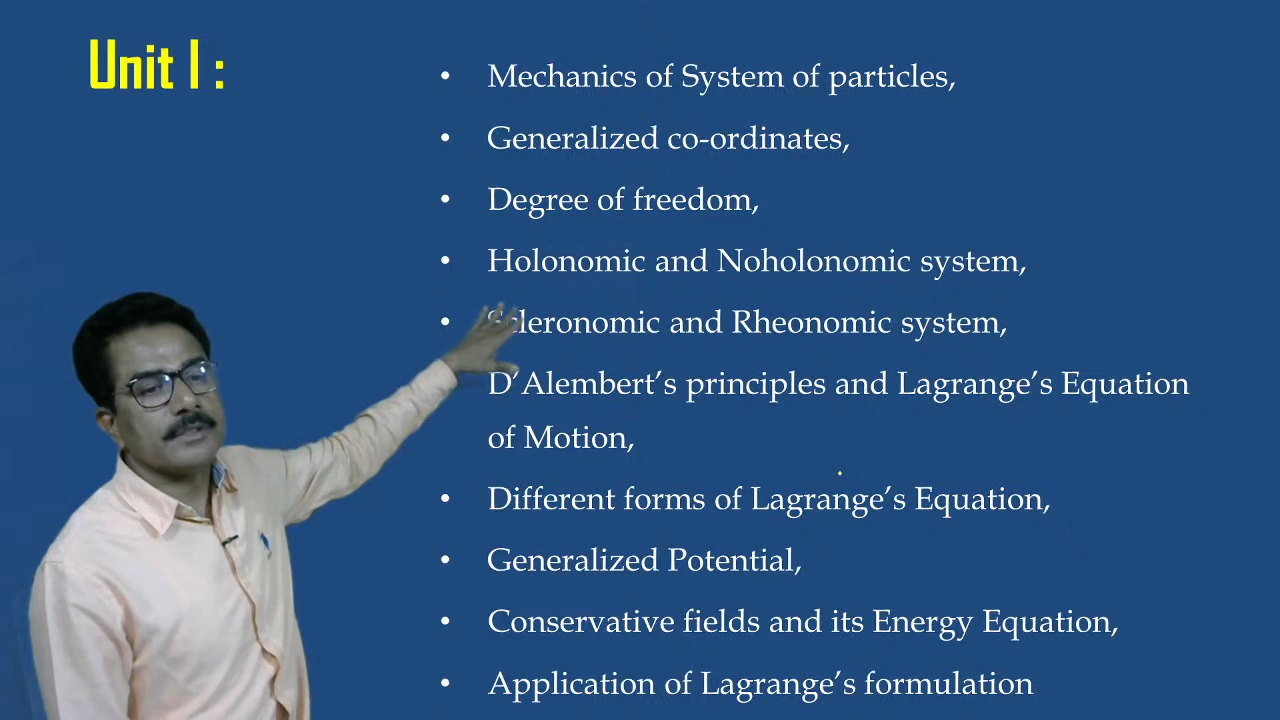 Unit I :
• Mechanics of System of particles,
• Generalized co-ordinates,
• Degree of freedom,
• Holonomic and Noholonomic system,
• Scleronomic and Rheonomic system,
D’Alembert’s principles and Lagrange’s Equation
of Motion,
• Different forms of Lagrange’s Equation,
• Generalized Potential,
• Conservative fields and its Energy Equation,
• Application of Lagrange’s formulation